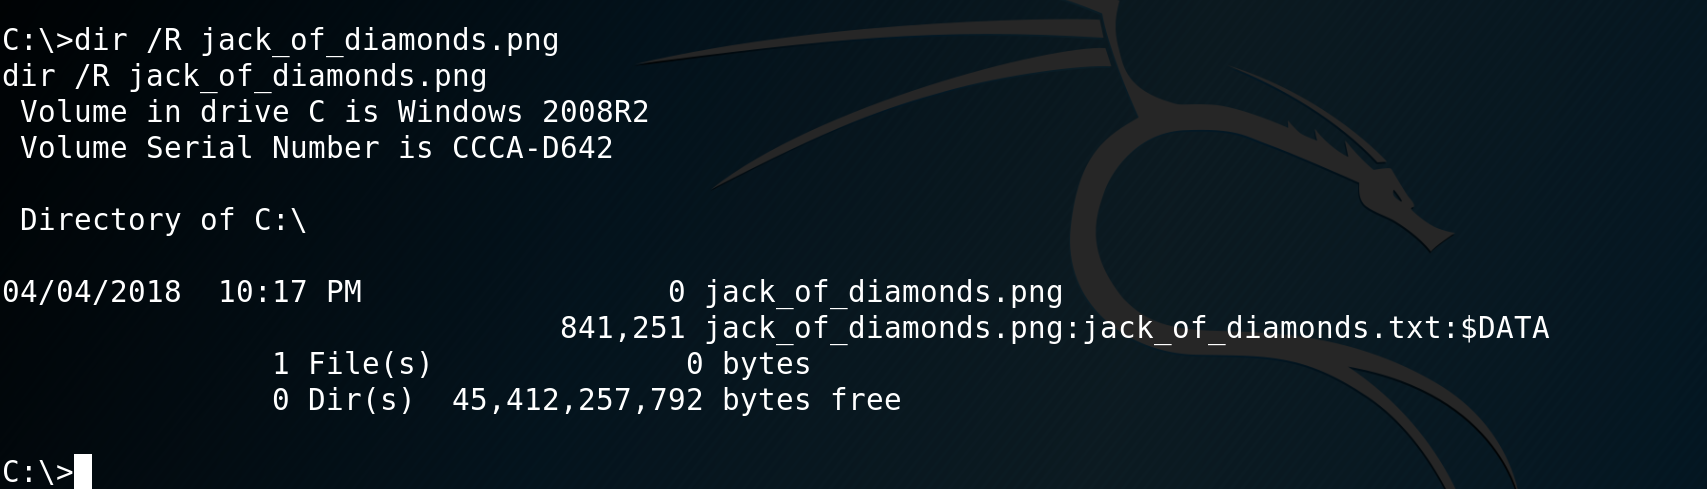 C:\>dir /R jack_of_diamonds.png
dir /R jack_of_diamonds.png
 Volume in drive C is Windows 2008R2
 Volume Serial Number is CCCA-D642

 Directory of C:\

04/04/2018  10:17 PM                 0 jack_of_diamonds.png
                               841,251 jack_of_diamonds.png:jack_of_diamonds.txt:$DATA
               1 File(s)              0 bytes
               0 Dir(s)  45,412,257,792 bytes free

C:\>